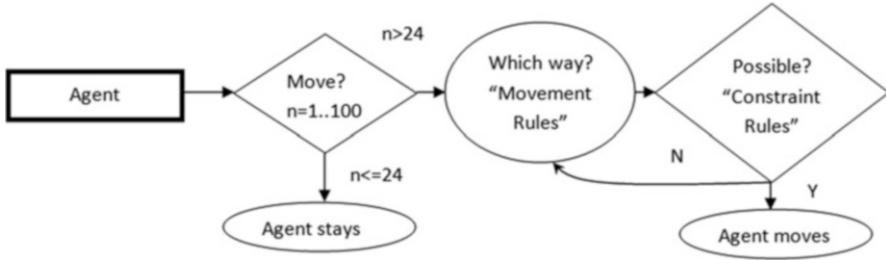 Agent
Move?
n=1..100
n>24
n<=24
Agent stays
Which way?
“Movement
Rules”
Possible?
“Constraint
Rules”
N
Y
Agent moves